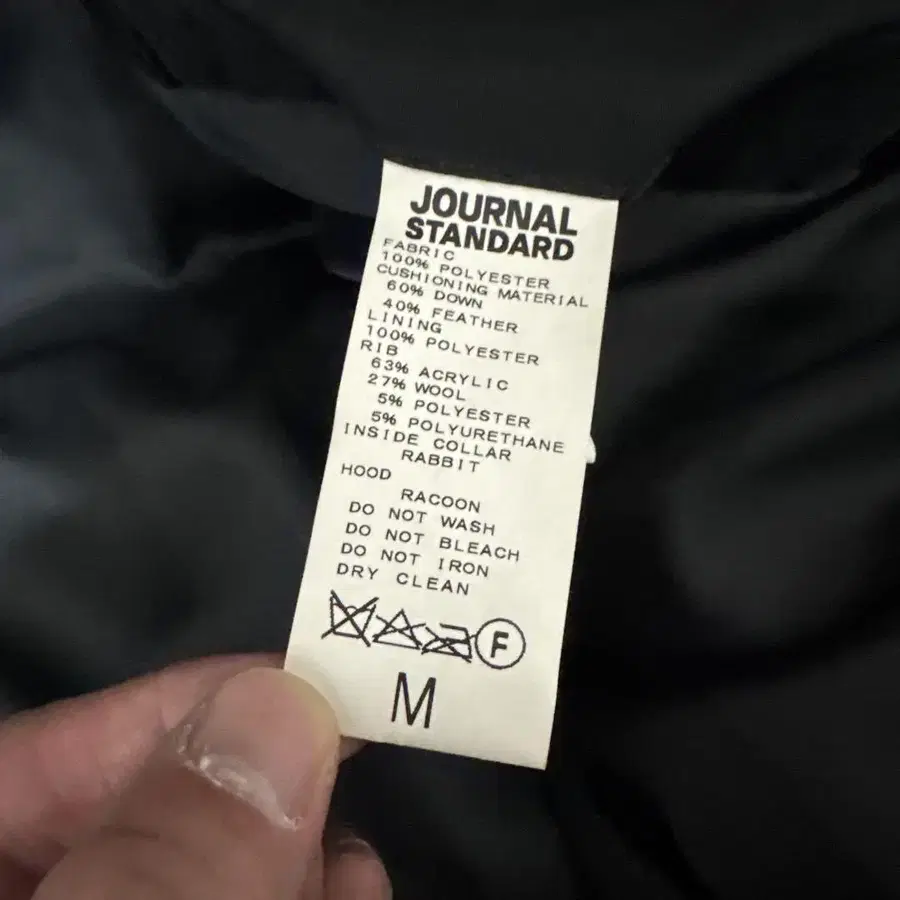 JOURNAL
STANDARD
FABRIC
100% POLYESTER
CUSHIONING MATERIAL
60% DOWN
40% FEATHER
LINING
100% POLYESTER
RIB
63% ACRYLIC
27% WOOL
5% POLYESTER
5% POLYURETHANE
INSIDE COLLAR
RABBIT
HOOD
RACOON
DO NOT WASH
DO NOT BLEACH
DO NOT IRON
DRY CLEAN
F
M